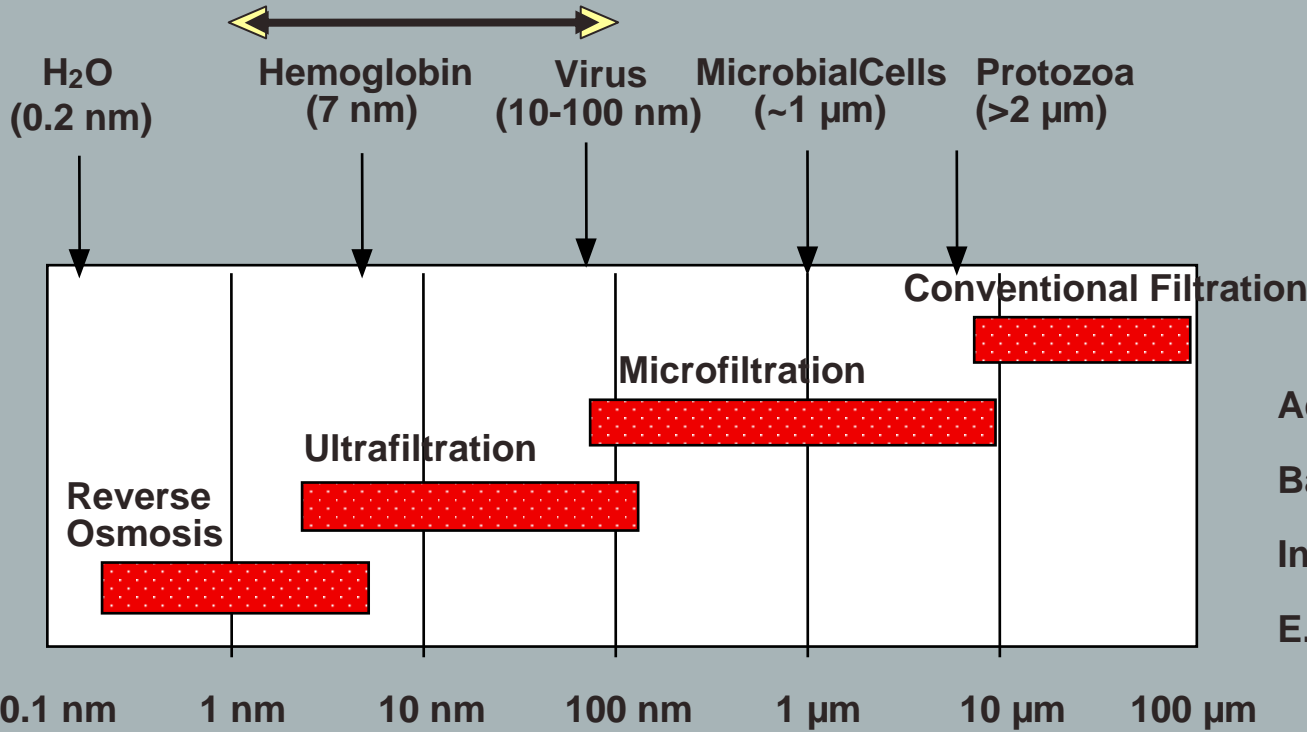 H₂O
(0.2 nm)
Hemoglobin
(7 nm)
Virus
(10-100 nm)
MicrobialCells
(~1 µm)
Protozoa
(>2 µm)
Conventional Filtration
Microfiltration
Ultrafiltration
Reverse
Osmosis
0.1 nm 1 nm 10 nm 100 nm 1 µm 10 µm 100 µm